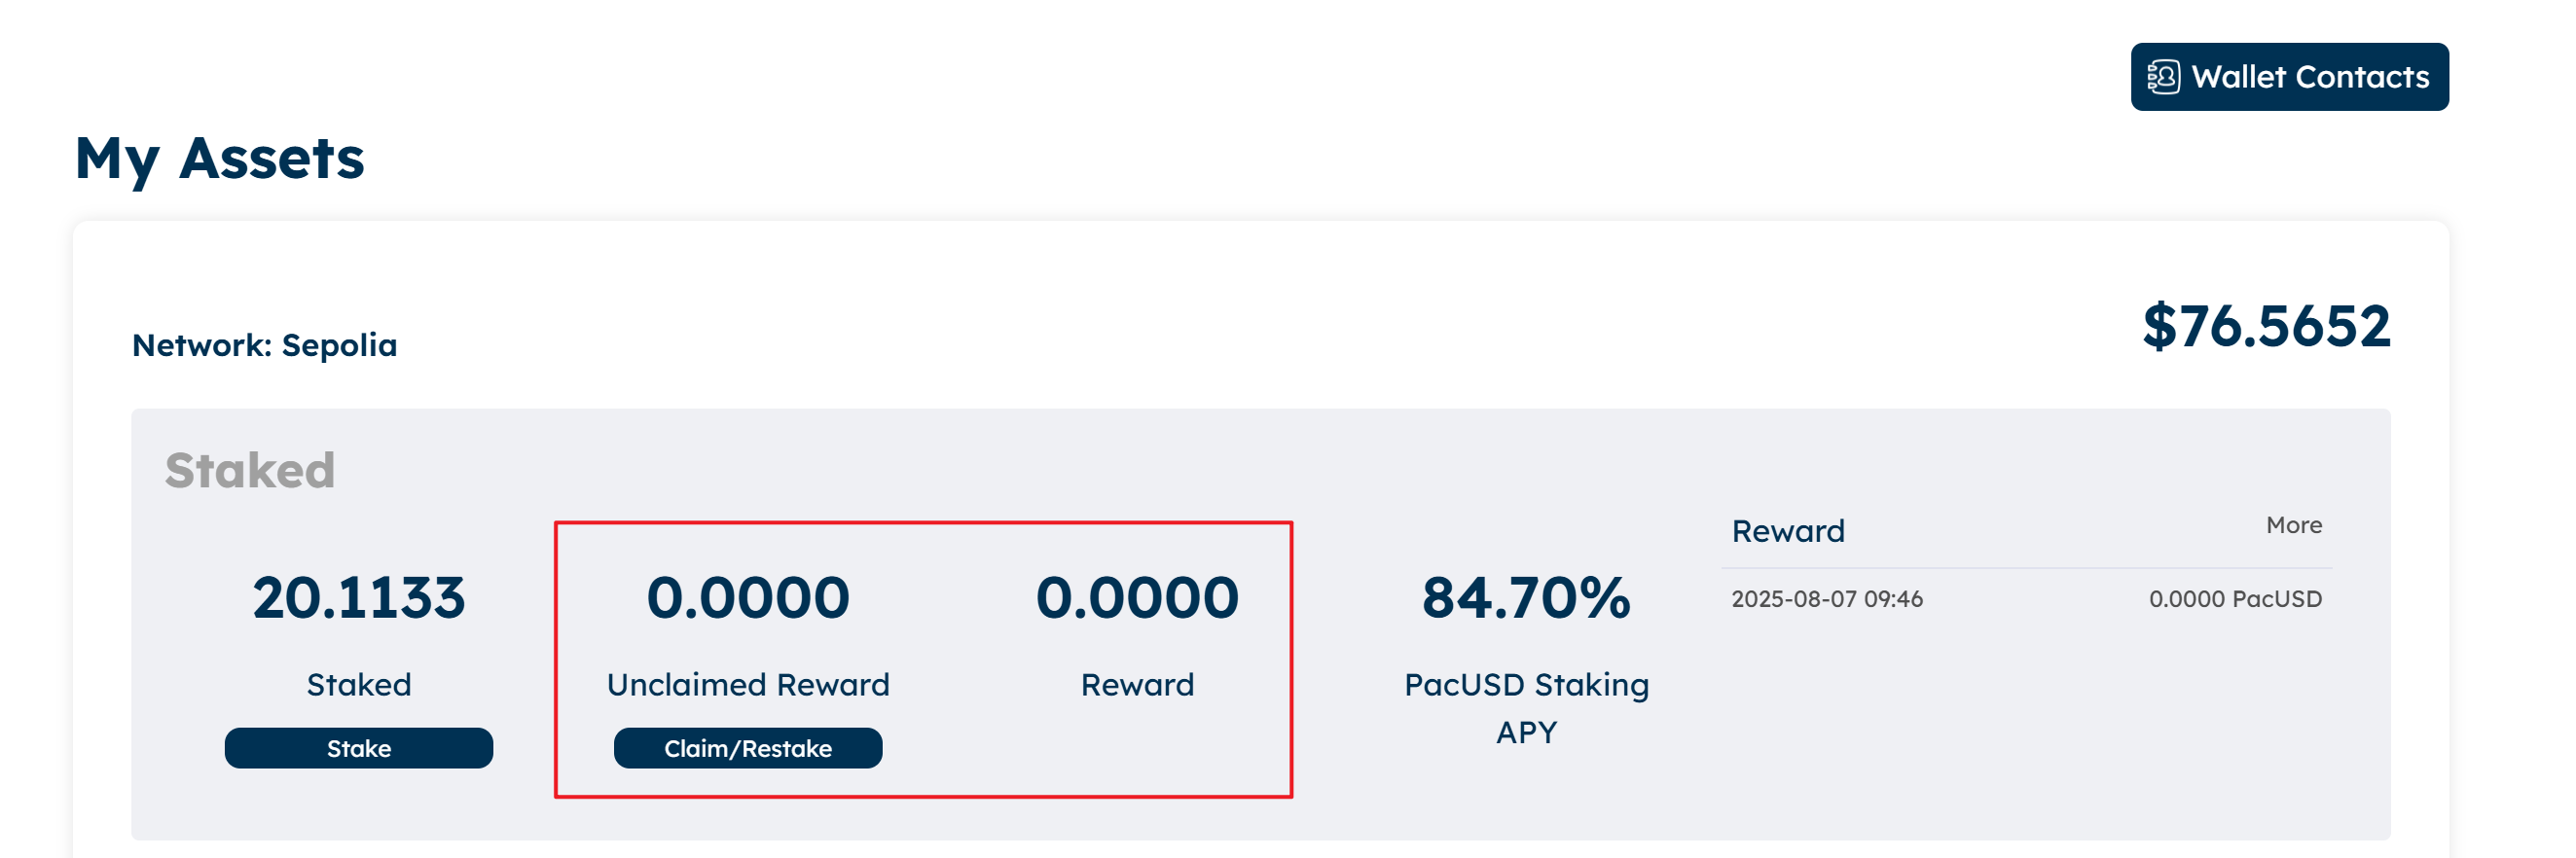 Wallet Contacts
My Assets
Network: Sepolia
$76.5652
Staked
20.1133
Staked
Stake
0.0000
Unclaimed Reward
Claim/Restake
0.0000
Reward
84.70%
PacUSD Staking
APY
Reward
More
2025-08-07 09:46
0.0000 PacUSD